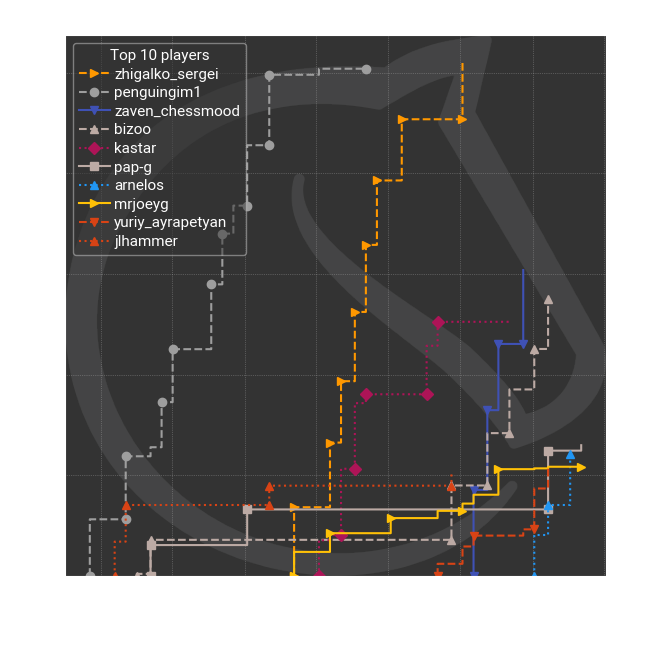 Top 10 players
zhigalko_sergei
penguingim1
zaven_chessmood
bizoo
kastar
pap-g
arnelos
mrjoeyg
yuriy_ayrapetyan
jlhammer